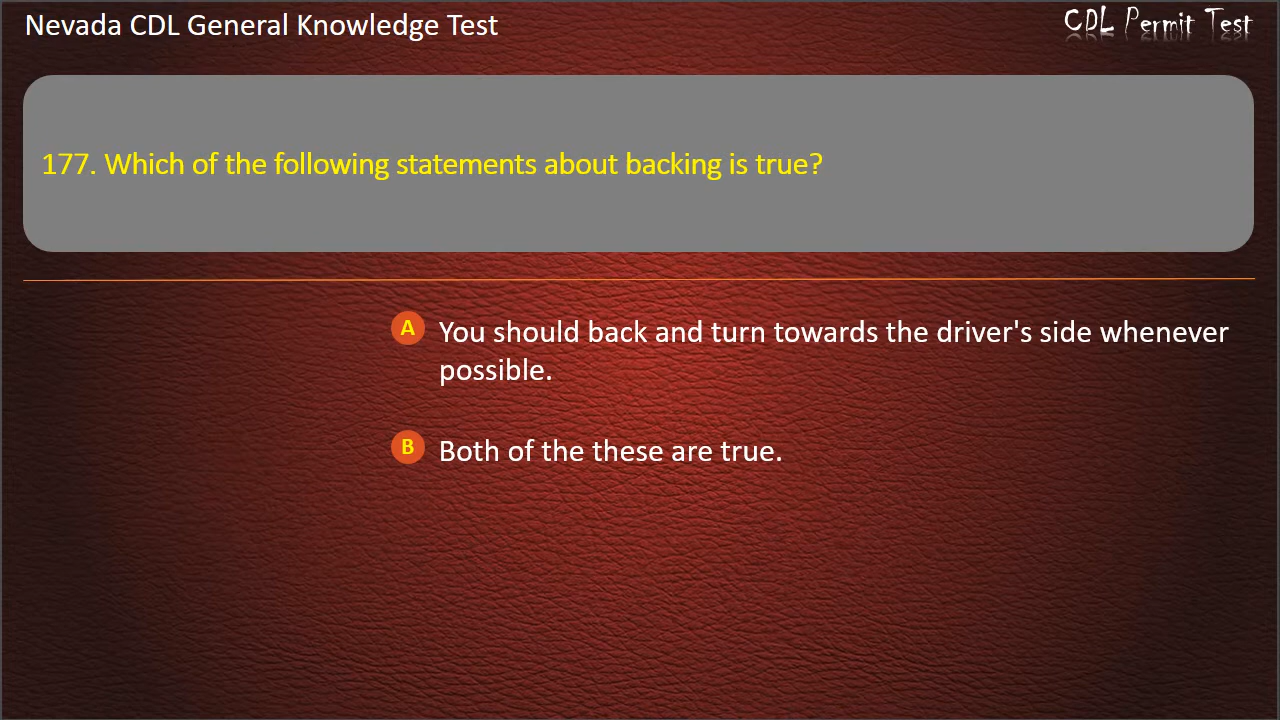 Nevada CDL General Knowledge Test
CDL Permit Test
177. Which of the following statements about backing is true?
A You should back and turn towards the driver's side whenever
possible.
B Both of the these are true.